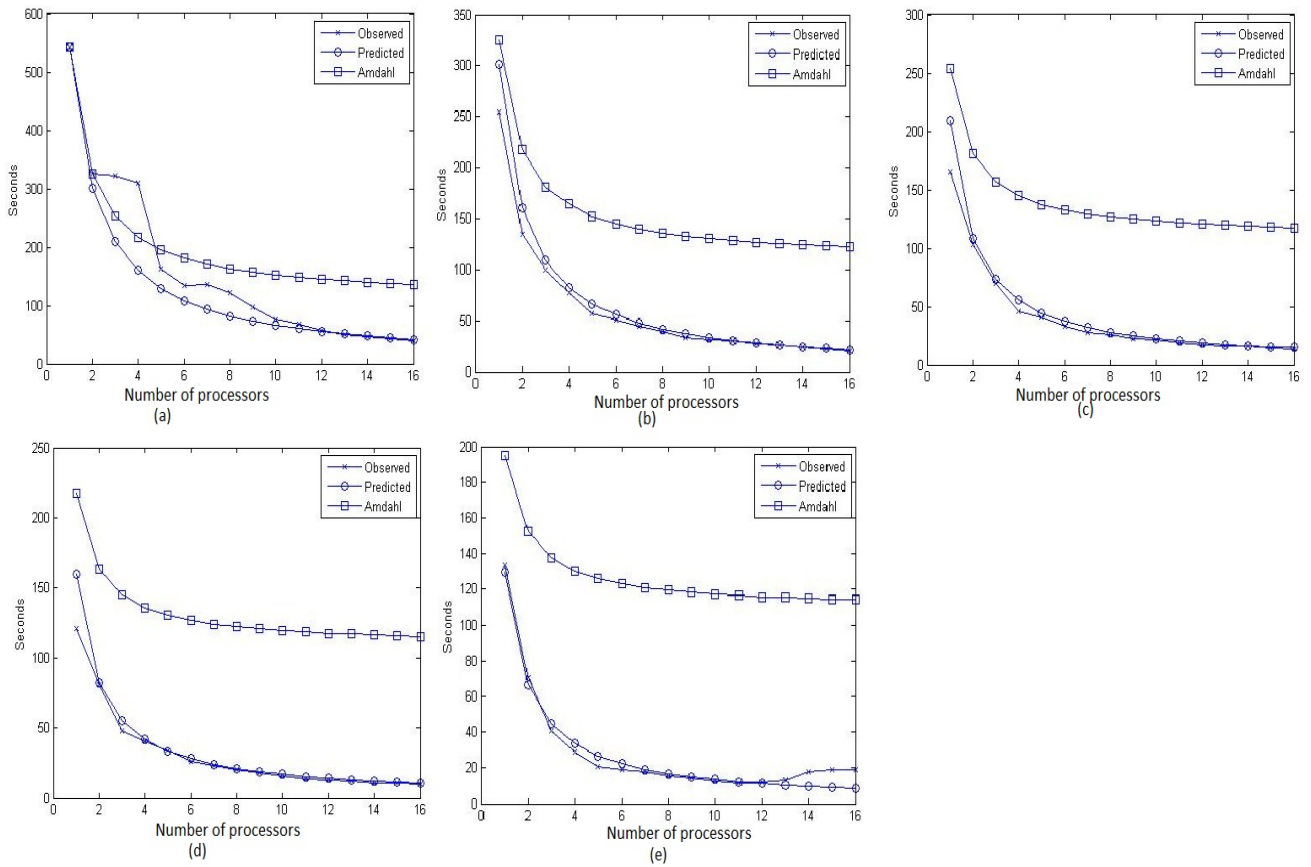 600
500
400
300
200
100
0
Seconds
0 2 4 6 8 10 12 14 16
Number of processors
(a)
Observed
Predicted
Amdahl
350
300
250
200
150
100
50
0
0 2 4 6 8 10 12 14 16
Number of processors
(b)
Observed
Predicted
Amdahl
300
250
200
150
100
50
0
Seconds
0 2 4 6 8 10 12 14 16
Number of processors
(c)
Observed
Predicted
Amdahl
250
200
150
100
50
0
Seconds
0 2 4 6 8 10 12 14 16
Number of processors
(d)
Observed
Predicted
Amdahl
200
180
160
140
120
100
80
60
40
20
0
Seconds
0 2 4 6 8 10 12 14 16
Number of processors
(e)
Observed
Predicted
Amdahl